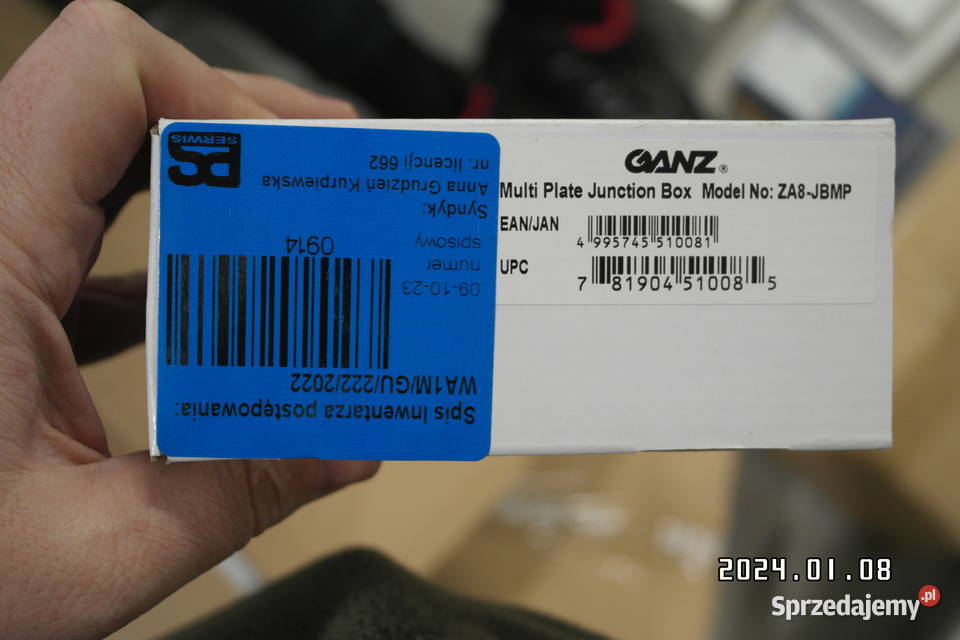 Spis Inwentarza postępowania:
WA1M/GU/222/2022
0914
09-10-23
numer
spisowy
Syndyk:
Anna Grudzień Kurpiewska
nr. licencji 662
PS
SERWIS
GANZ®
Multi Plate Junction Box Model No: ZA8-JBMP
EAN/JAN
4 995745 510081
UPC
7 81904 51008 5
2024.01.08
Sprzedajemy.pl